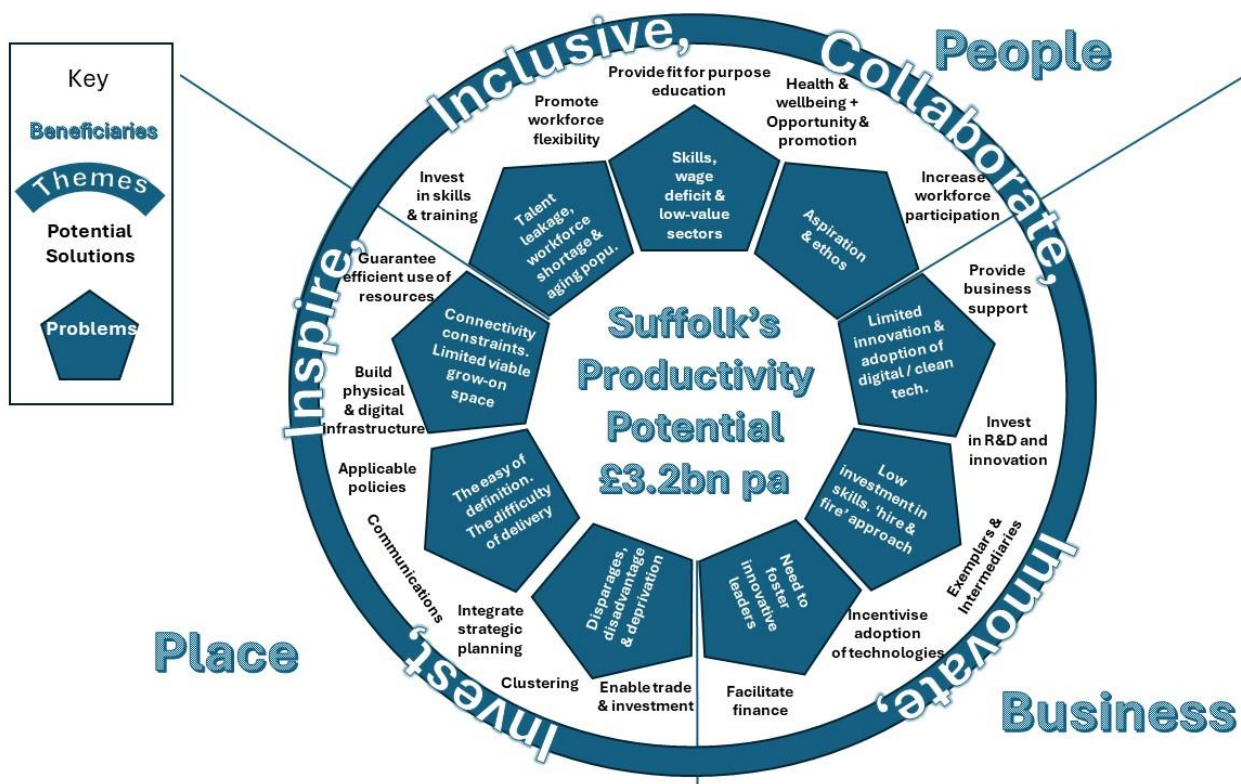 Key
Beneficiaries
Themes
Potential
Solutions
Problems
People
Place
Business
Inclusive,
Collaborate,
Innovate,
Invest,
Inspire,
Suffolk's
Productivity
Potential
£3.2bn pa
Provide fit for purpose
education
Health &
wellbeing +
Opportunity &
promotion
Increase
workforce
participation
Provide
business
support
Invest
in R&D and
innovation
Exemplars &
Intermediaries
Incentivise
adoption
of technologies
Facilitate
finance
Enable trade
& investment
Clustering
Integrate
strategic
planning
Communications
Applicable
policies
Build
physical
& digital
infrastructure
Guarantee
efficient use of
resources
Invest
in skills
& training
Promote
workforce
flexibility
Skills,
wage
deficit &
low-value
sectors
Aspiration
& ethos
Limited
innovation &
adoption of
digital / clean
tech.
Low
investment in
skills. ‘hire &
fire’ approach
Need to
foster
innovative
leaders
Disparages,
disadvantage
& deprivation
The easy of
definition.
The difficulty
of delivery
Connectivity
constraints.
Limited viable
grow-on
space
Talent
leakage,
workforce
shortage &
aging popu.